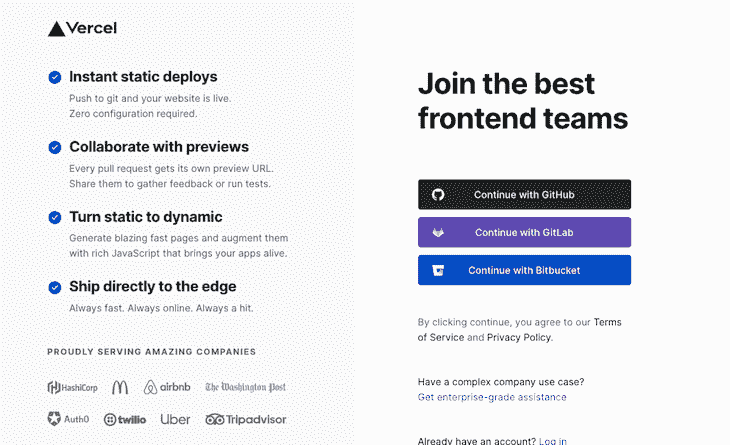 Vercel
Instant static deploys
Push to git and your website is live.
Zero configuration required.
Collaborate with previews
Every pull request gets its own preview URL.
Share them to gather feedback or run tests.
Turn static to dynamic
Generate blazing fast pages and augment them
with rich JavaScript that brings your apps alive.
Ship directly to the edge
Always fast. Always online. Always a hit.
PROUDLY SERVING AMAZING COMPANIES
HashiCorp airbnb The Washington Post
Auth0 twilio Uber Tripadvisor
Join the best
frontend teams
Continue with GitHub
Continue with GitLab
Continue with Bitbucket
By clicking continue, you agree to our Terms
of Service and Privacy Policy.
Have a complex company use case?
Get enterprise-grade assistance
Already have an account? Log in